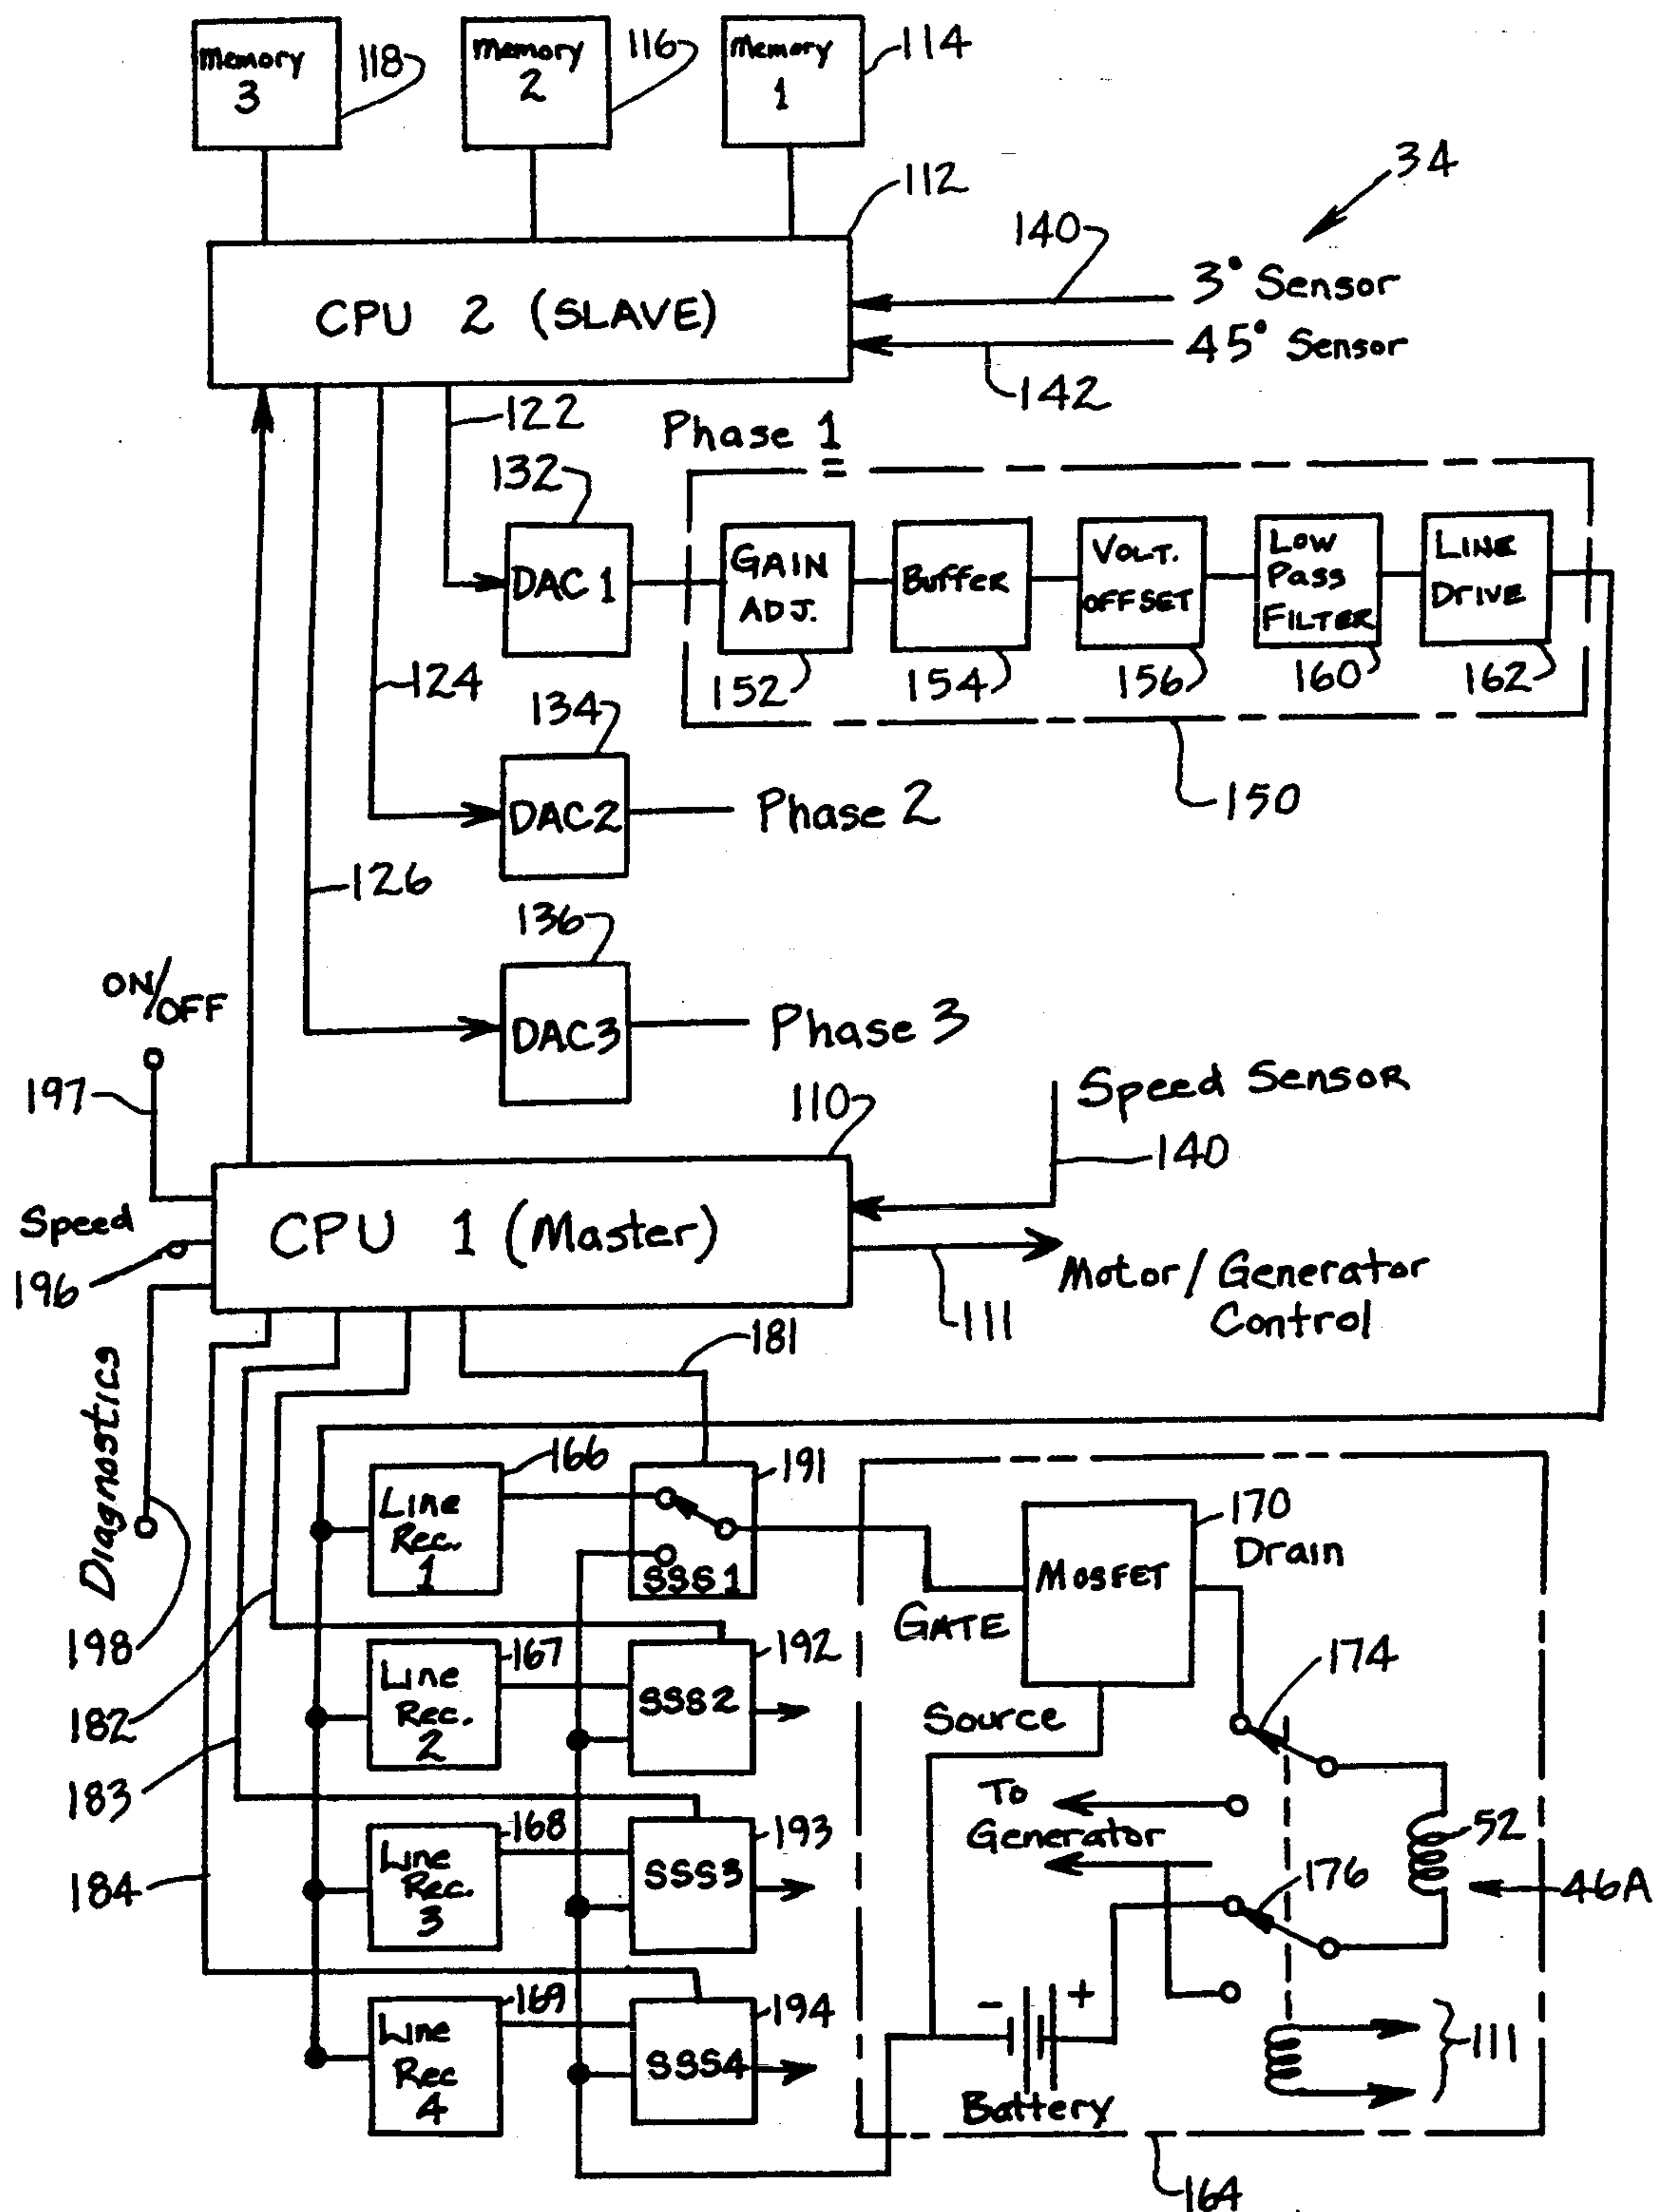 Memory
3
118
Memory
2
116
Memory
1
114
34
112
140
3° Sensor
CPU 2 (SLAVE)
45° Sensor
142
122
Phase 1
132
DAC 1
GAIN
ADJ.
Buffer
VOLT.
OFFSET
LOW
PASS
FILTER
LINE
DRIVE
152
154
156
160
162
124
134
DAC2
Phase 2
150
126
136
DAC3
Phase 3
ON/OFF
197
110
Speed Sensor
140
Speed
CPU 1 (Master)
196
Motor/Generator
Control
111
181
Diagnostics
198
166
Line
Rec.
1
191
SSS1
170
Drain
MOSFET
GATE
182
167
Line
Rec.
2
192
SSS2
Source
174
183
To
Generator
52
168
Line
Rec.
3
193
SSS3
176
46A
184
169
Line
Rec
4
194
SSS4
- +
Battery
111
164